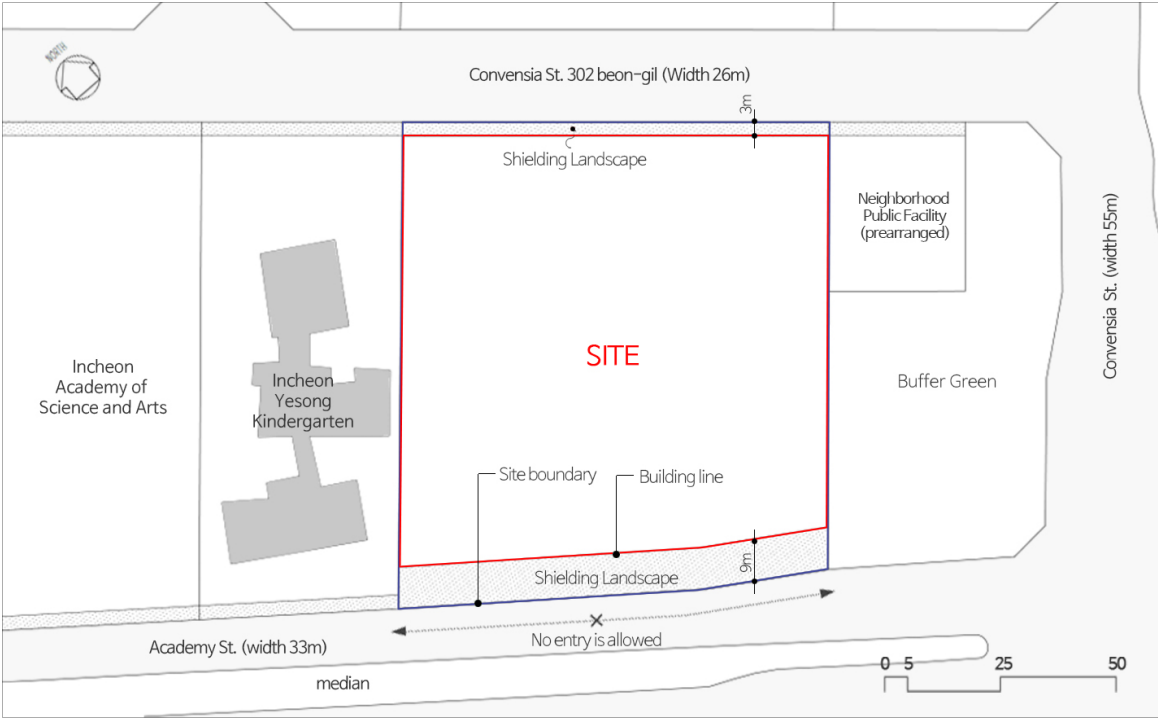 NORTH
Convensia St. 302 beon-gil (Width 26m)
3m
Shielding Landscape
Neighborhood
Public Facility
(prearranged)
Convensia St. (width 55m)
SITE
Incheon
Academy of
Science and Arts
Incheon
Yesong
Kindergarten
Buffer Green
Site boundary
Building line
9m
Shielding Landscape
No entry is allowed
Academy St. (width 33m)
median
0 5 25 50